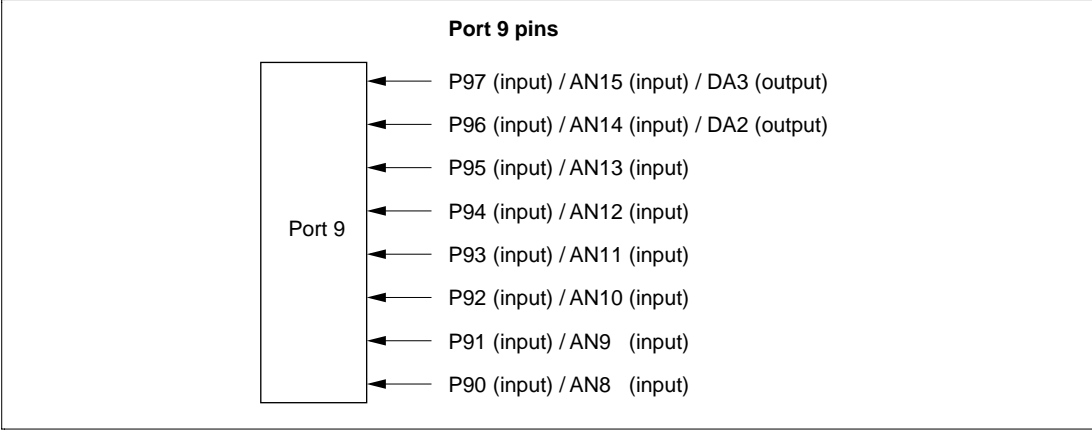 Port 9 pins
P97 (input) / AN15 (input) / DA3 (output)
P96 (input) / AN14 (input) / DA2 (output)
P95 (input) / AN13 (input)
P94 (input) / AN12 (input)
Port 9
P93 (input) / AN11 (input)
P92 (input) / AN10 (input)
P91 (input) / AN9 (input)
P90 (input) / AN8 (input)